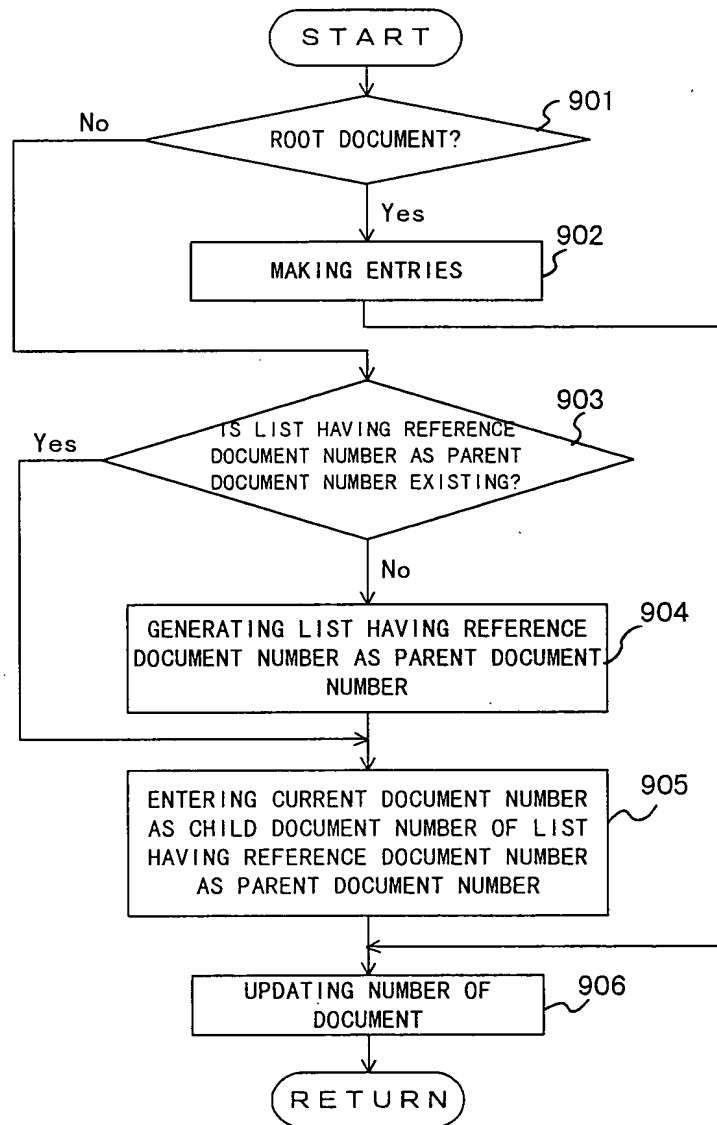 START
901
No
ROOT DOCUMENT?
Yes
902
MAKING ENTRIES
903
Yes
IS LIST HAVING REFERENCE
DOCUMENT NUMBER AS PARENT
DOCUMENT NUMBER EXISTING?
No
904
GENERATING LIST HAVING REFERENCE
DOCUMENT NUMBER AS PARENT DOCUMENT
NUMBER
905
ENTERING CURRENT DOCUMENT NUMBER
AS CHILD DOCUMENT NUMBER OF LIST
HAVING REFERENCE DOCUMENT NUMBER
AS PARENT DOCUMENT NUMBER
UPDATING NUMBER OF
DOCUMENT
906
RETURN